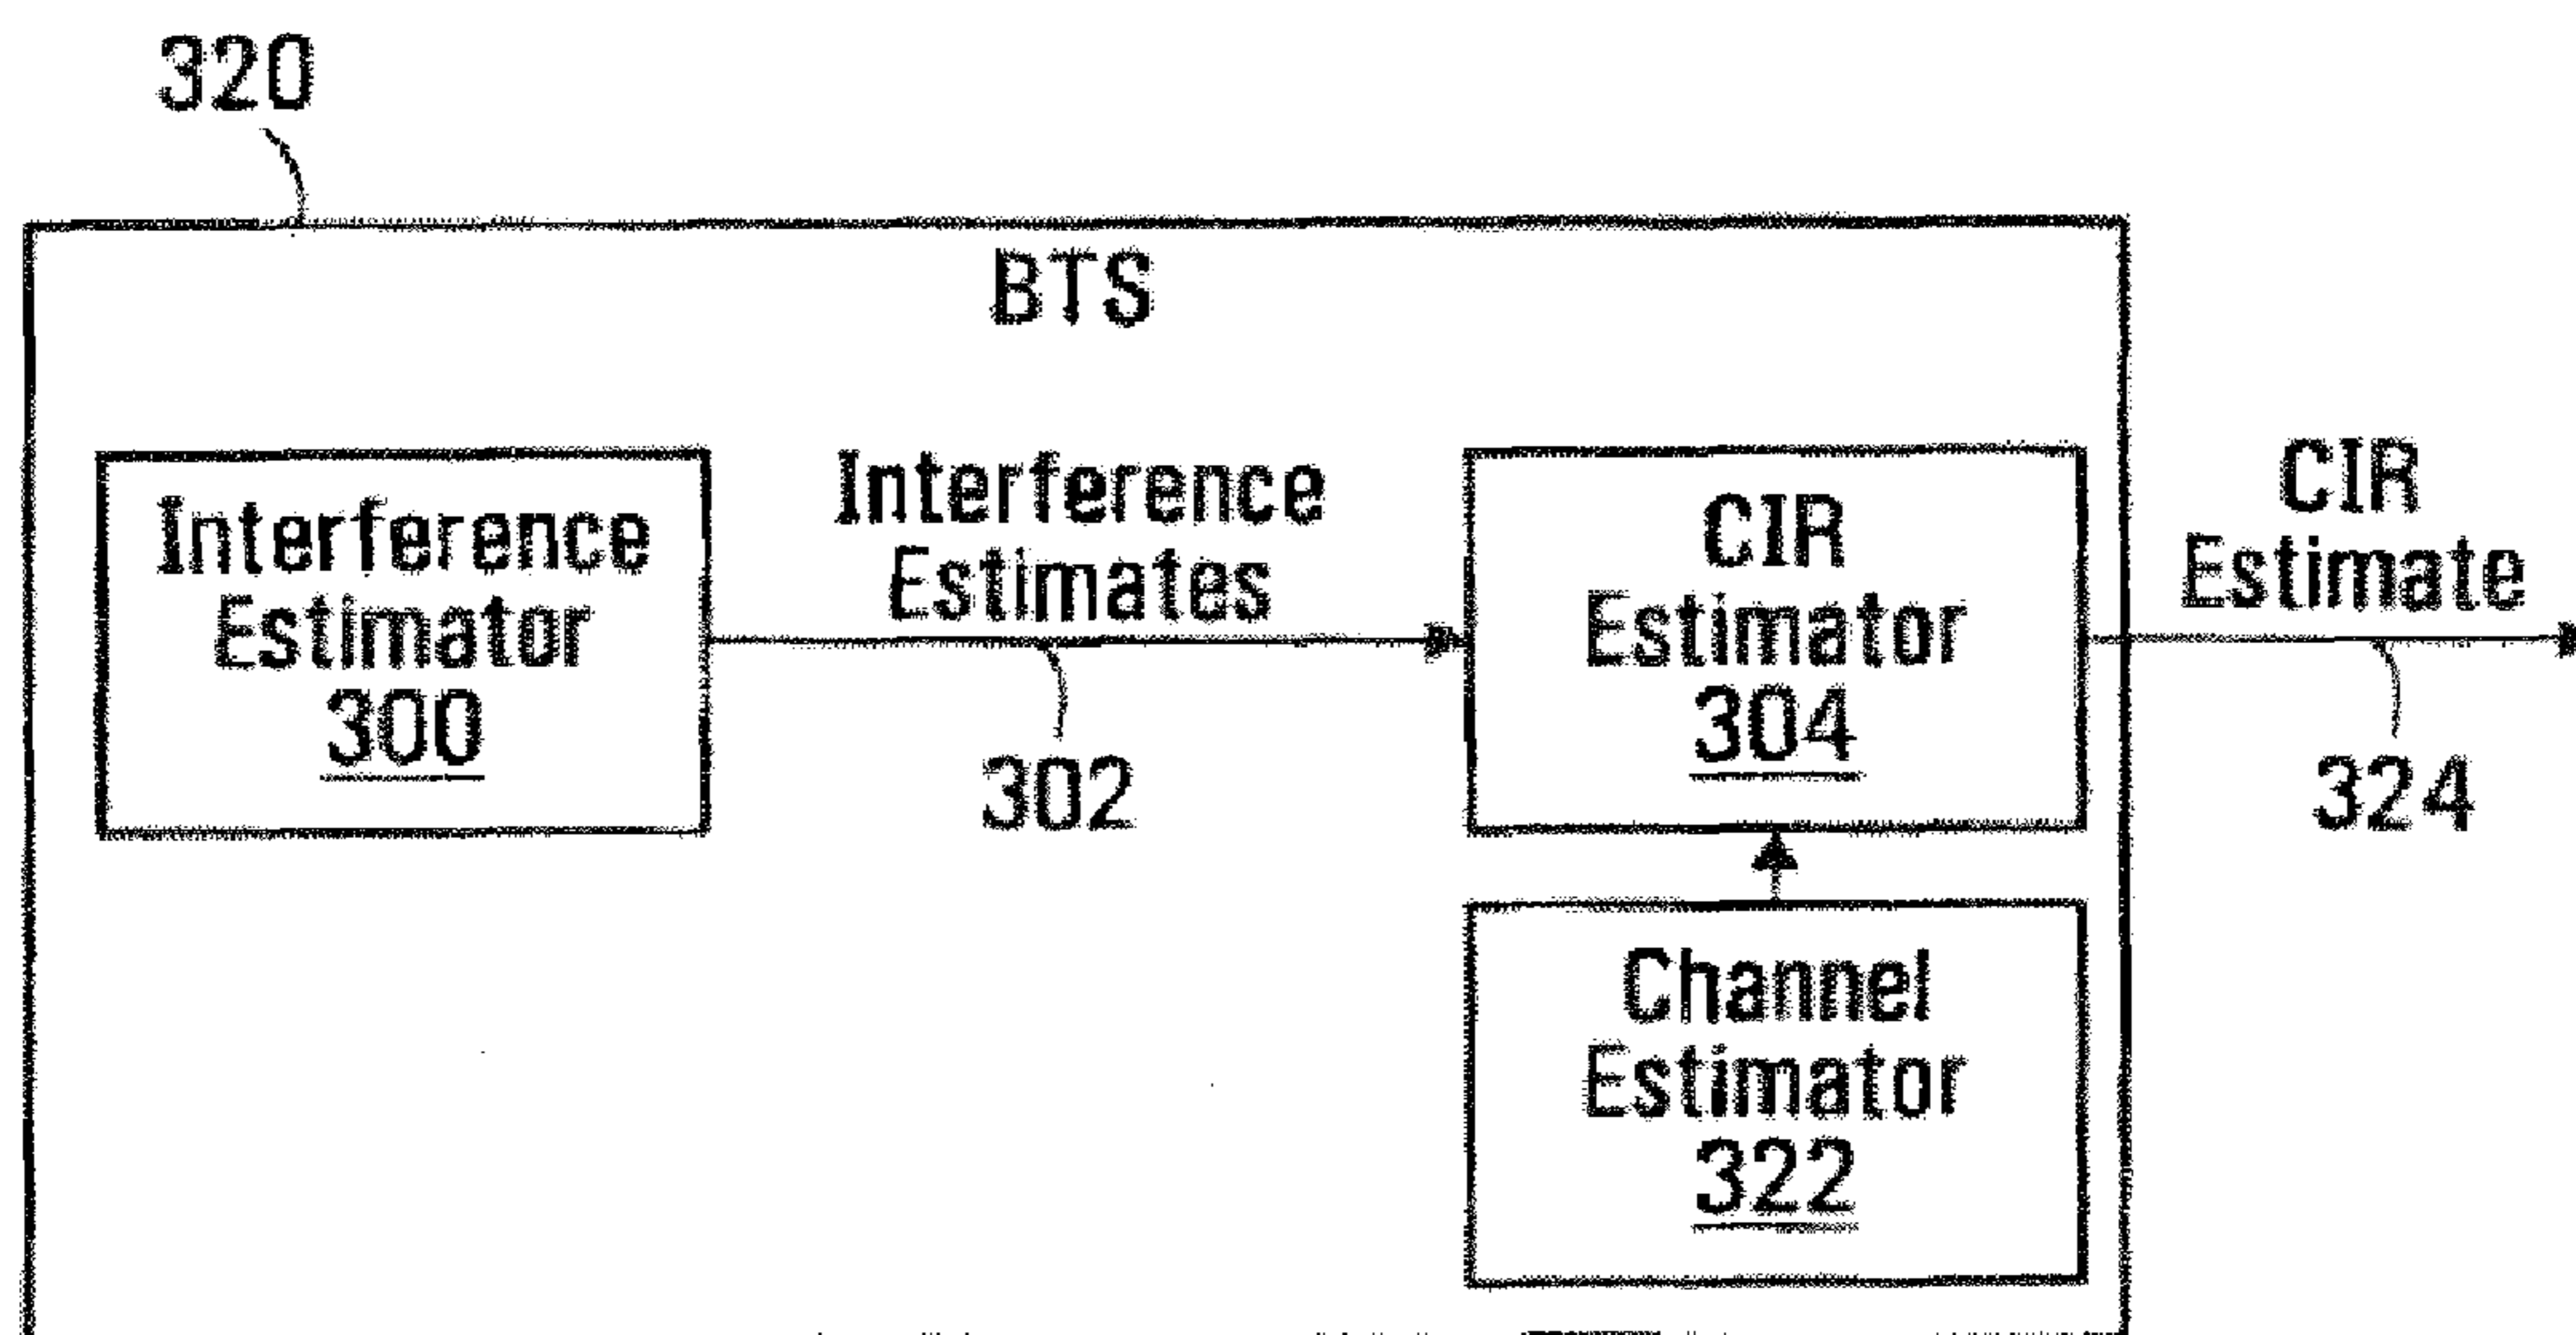 320
BTS
Interference
Estimator
300
Interference
Estimates
302
CIR
Estimator
304
CIR
Estimate
324
Channel
Estimator
322